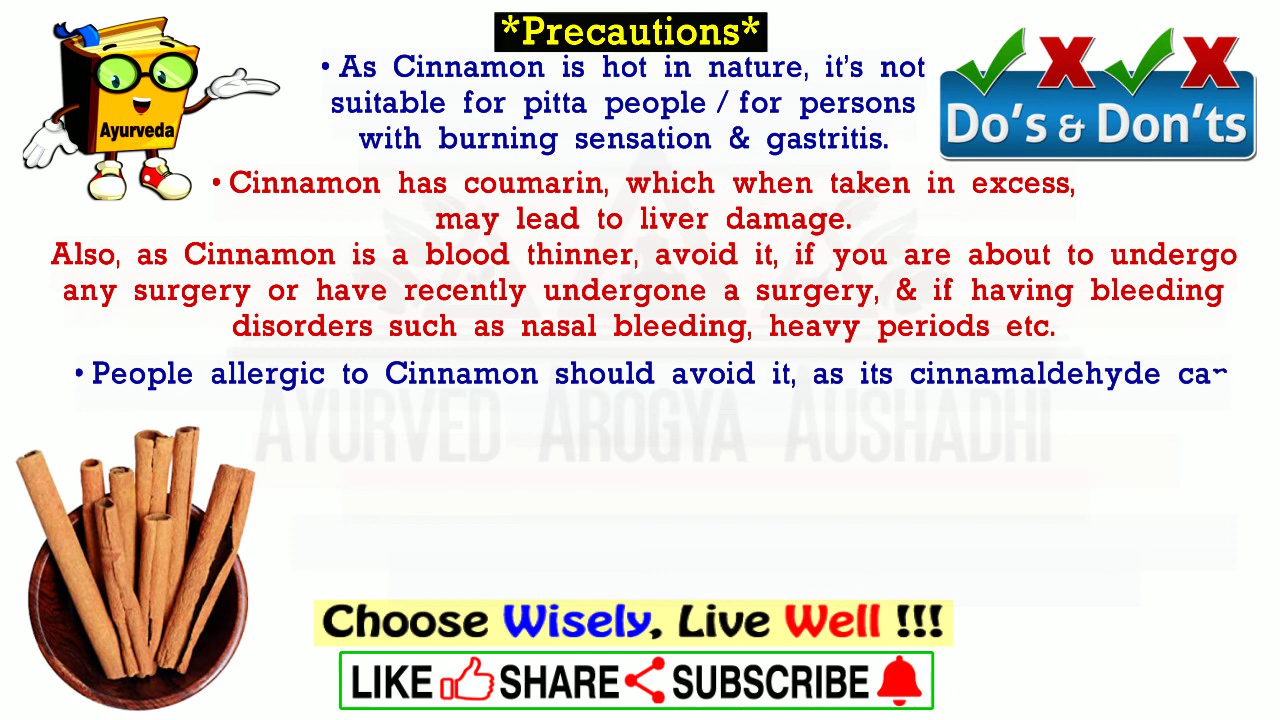 *Precautions*
Ayurveda
Do's & Don'ts
• As Cinnamon is hot in nature, it's not
suitable for pitta people / for persons
with burning sensation & gastritis.
• Cinnamon has coumarin, which when taken in excess,
may lead to liver damage.
Also, as Cinnamon is a blood thinner, avoid it, if you are about to undergo
any surgery or have recently undergone a surgery, & if having bleeding
disorders such as nasal bleeding, heavy periods etc.
• People allergic to Cinnamon should avoid it, as its cinnamaldehyde
AYURVED AROGYA AUSHADHI
Choose Wisely, Live Well !!!
LIKE SHARE SUBSCRIBE